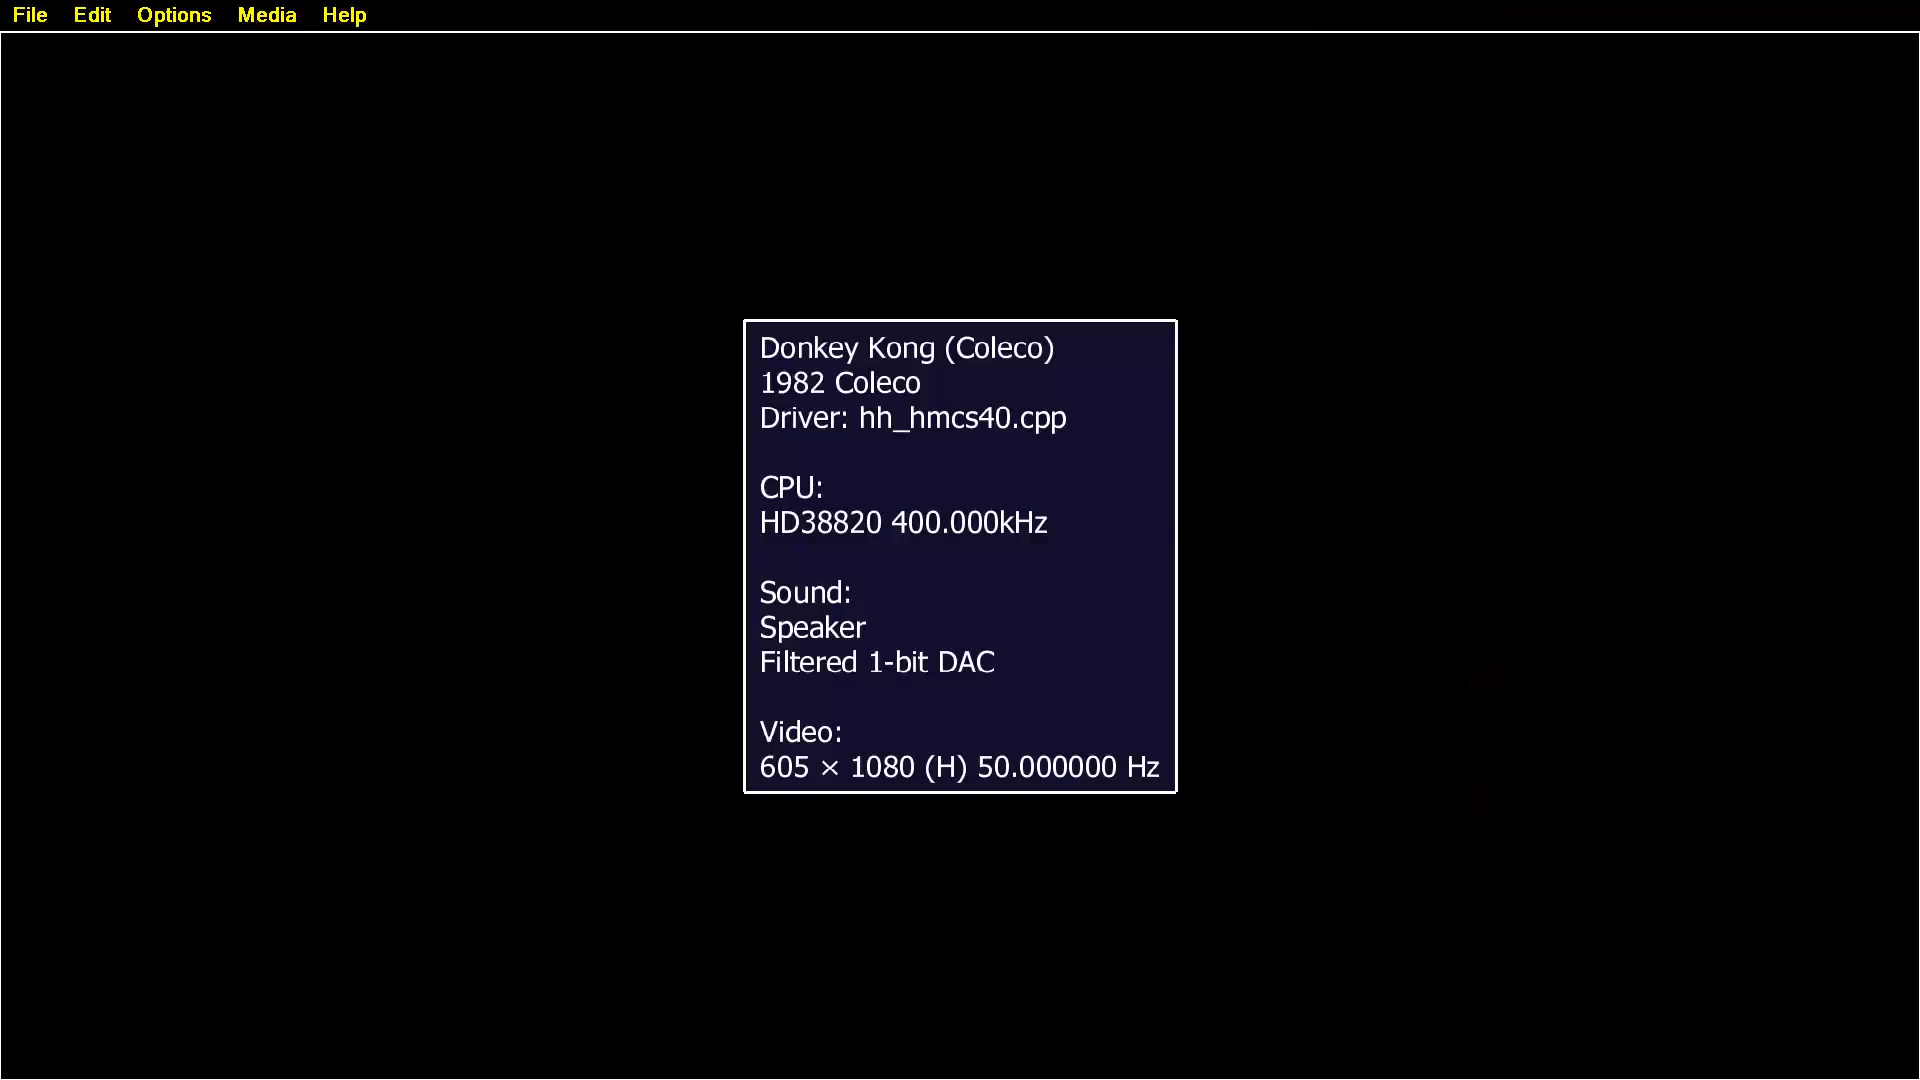 File Edit Options Media Help
Donkey Kong (Coleco)
1982 Coleco
Driver: hh_hmcs40.cpp
CPU:
HD38820 400.000kHz
Sound:
Speaker
Filtered 1-bit DAC
Video:
605 × 1080 (H) 50.000000 Hz